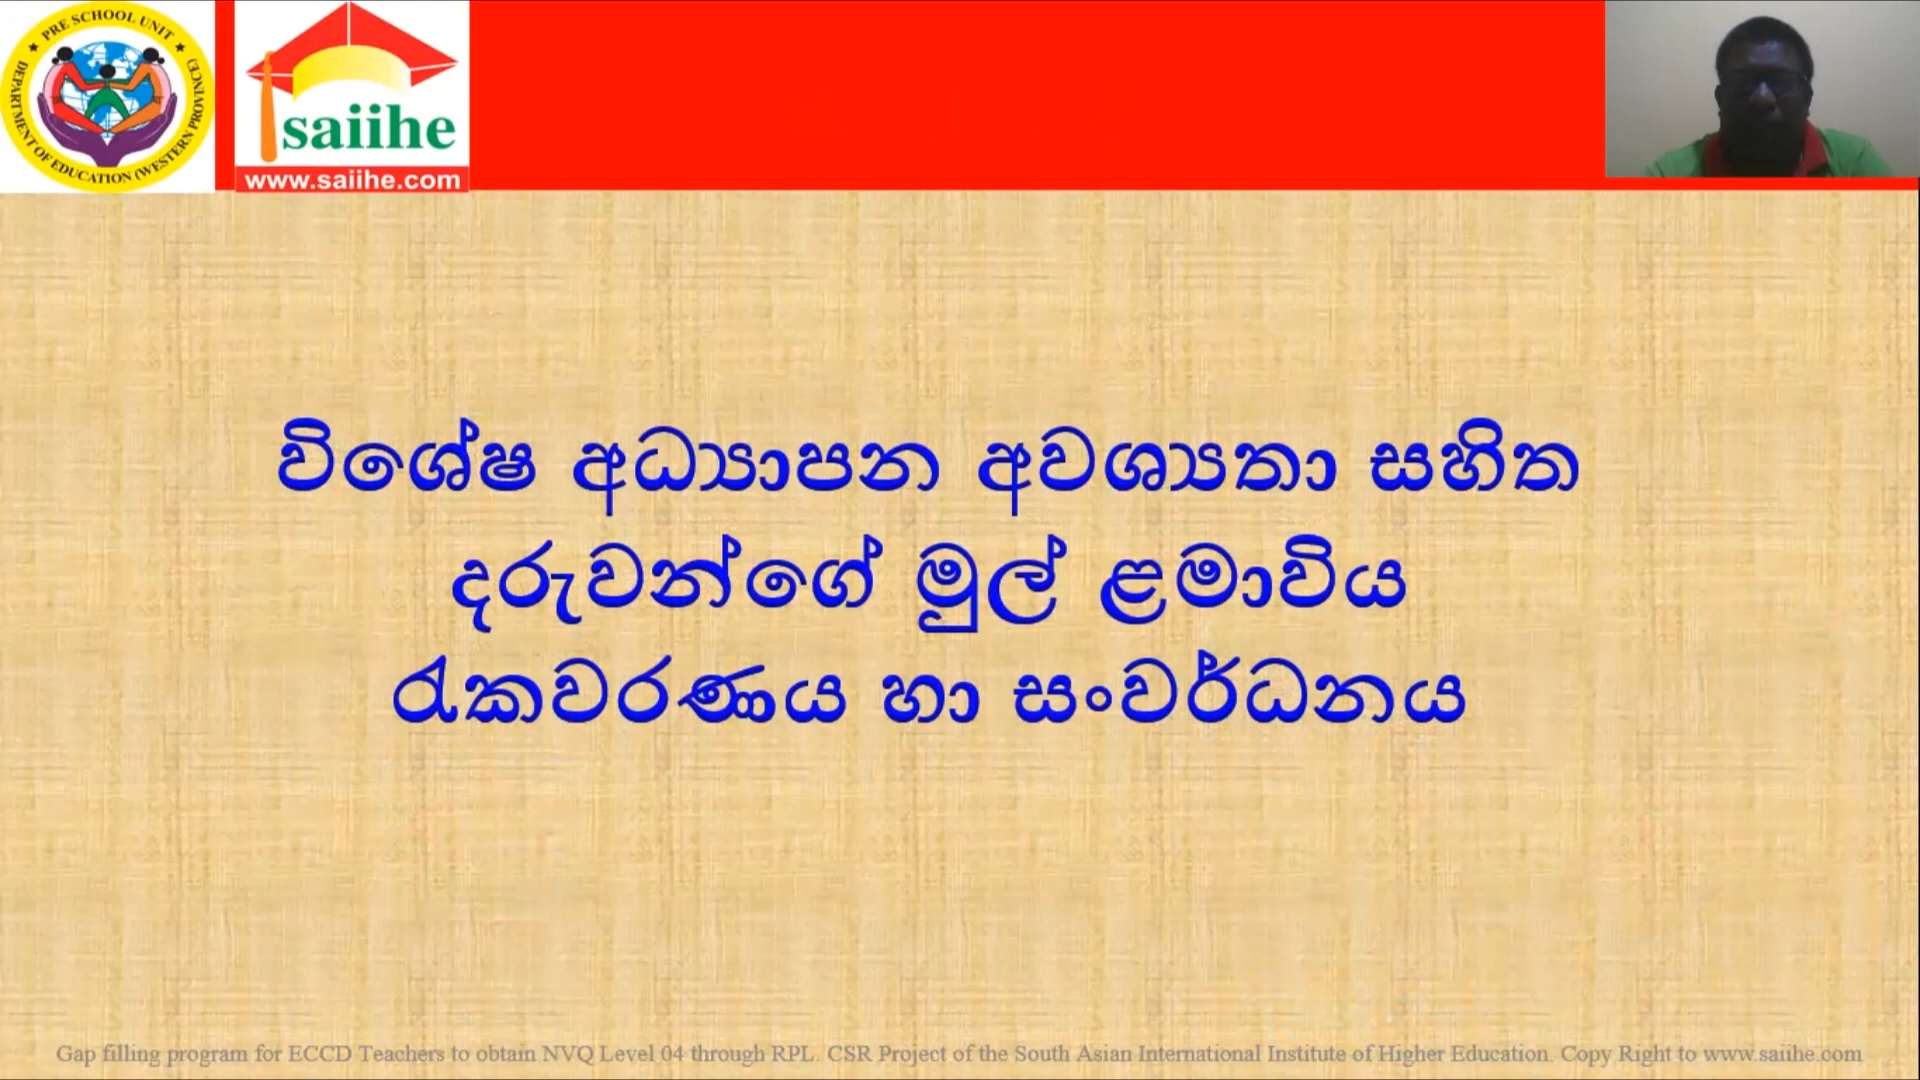 PRE SCHOOL UNIT
DEPARTMENT OF EDUCATION (WESTERN PROVINCE)
saiihe
www.saiihe.com
විශේෂ අධ්‍යාපන අවශ්‍යතා සහිත
දරුවන්ගේ මුල් ළමාවිය
රැකවරණය හා සංවර්ධනය
Gap filling program for ECCD Teachers to obtain NVQ Level 04 through RPL. CSR Project of the South Asian International Institute of Higher Education. Copy Right to www.saiihe.com